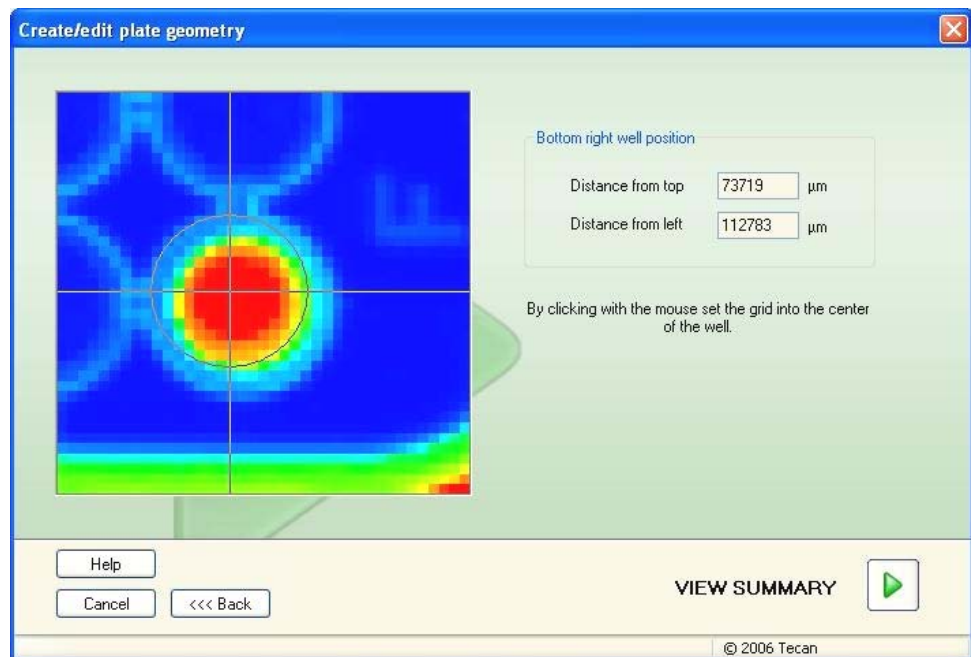 Create/edit plate geometry
Bottom right well position
Distance from top 73719 µm
Distance from left 112783 µm
By clicking with the mouse set the grid into the center
of the well.
Help
Cancel <<< Back
VIEW SUMMARY
© 2006 Tecan